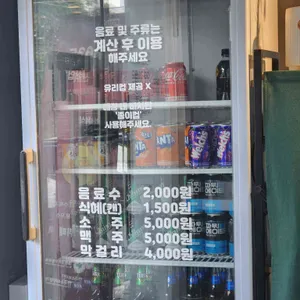 음료 및 주류는
계산 후 이용
해주세요
유리컵 제공 X
'종이컵'
사용해주세요
음료수 2,000원
식혜(캔) 1,500원
소주 5,000원
맥주 5,000원
막걸리 4,000원
FANTA
Welch's